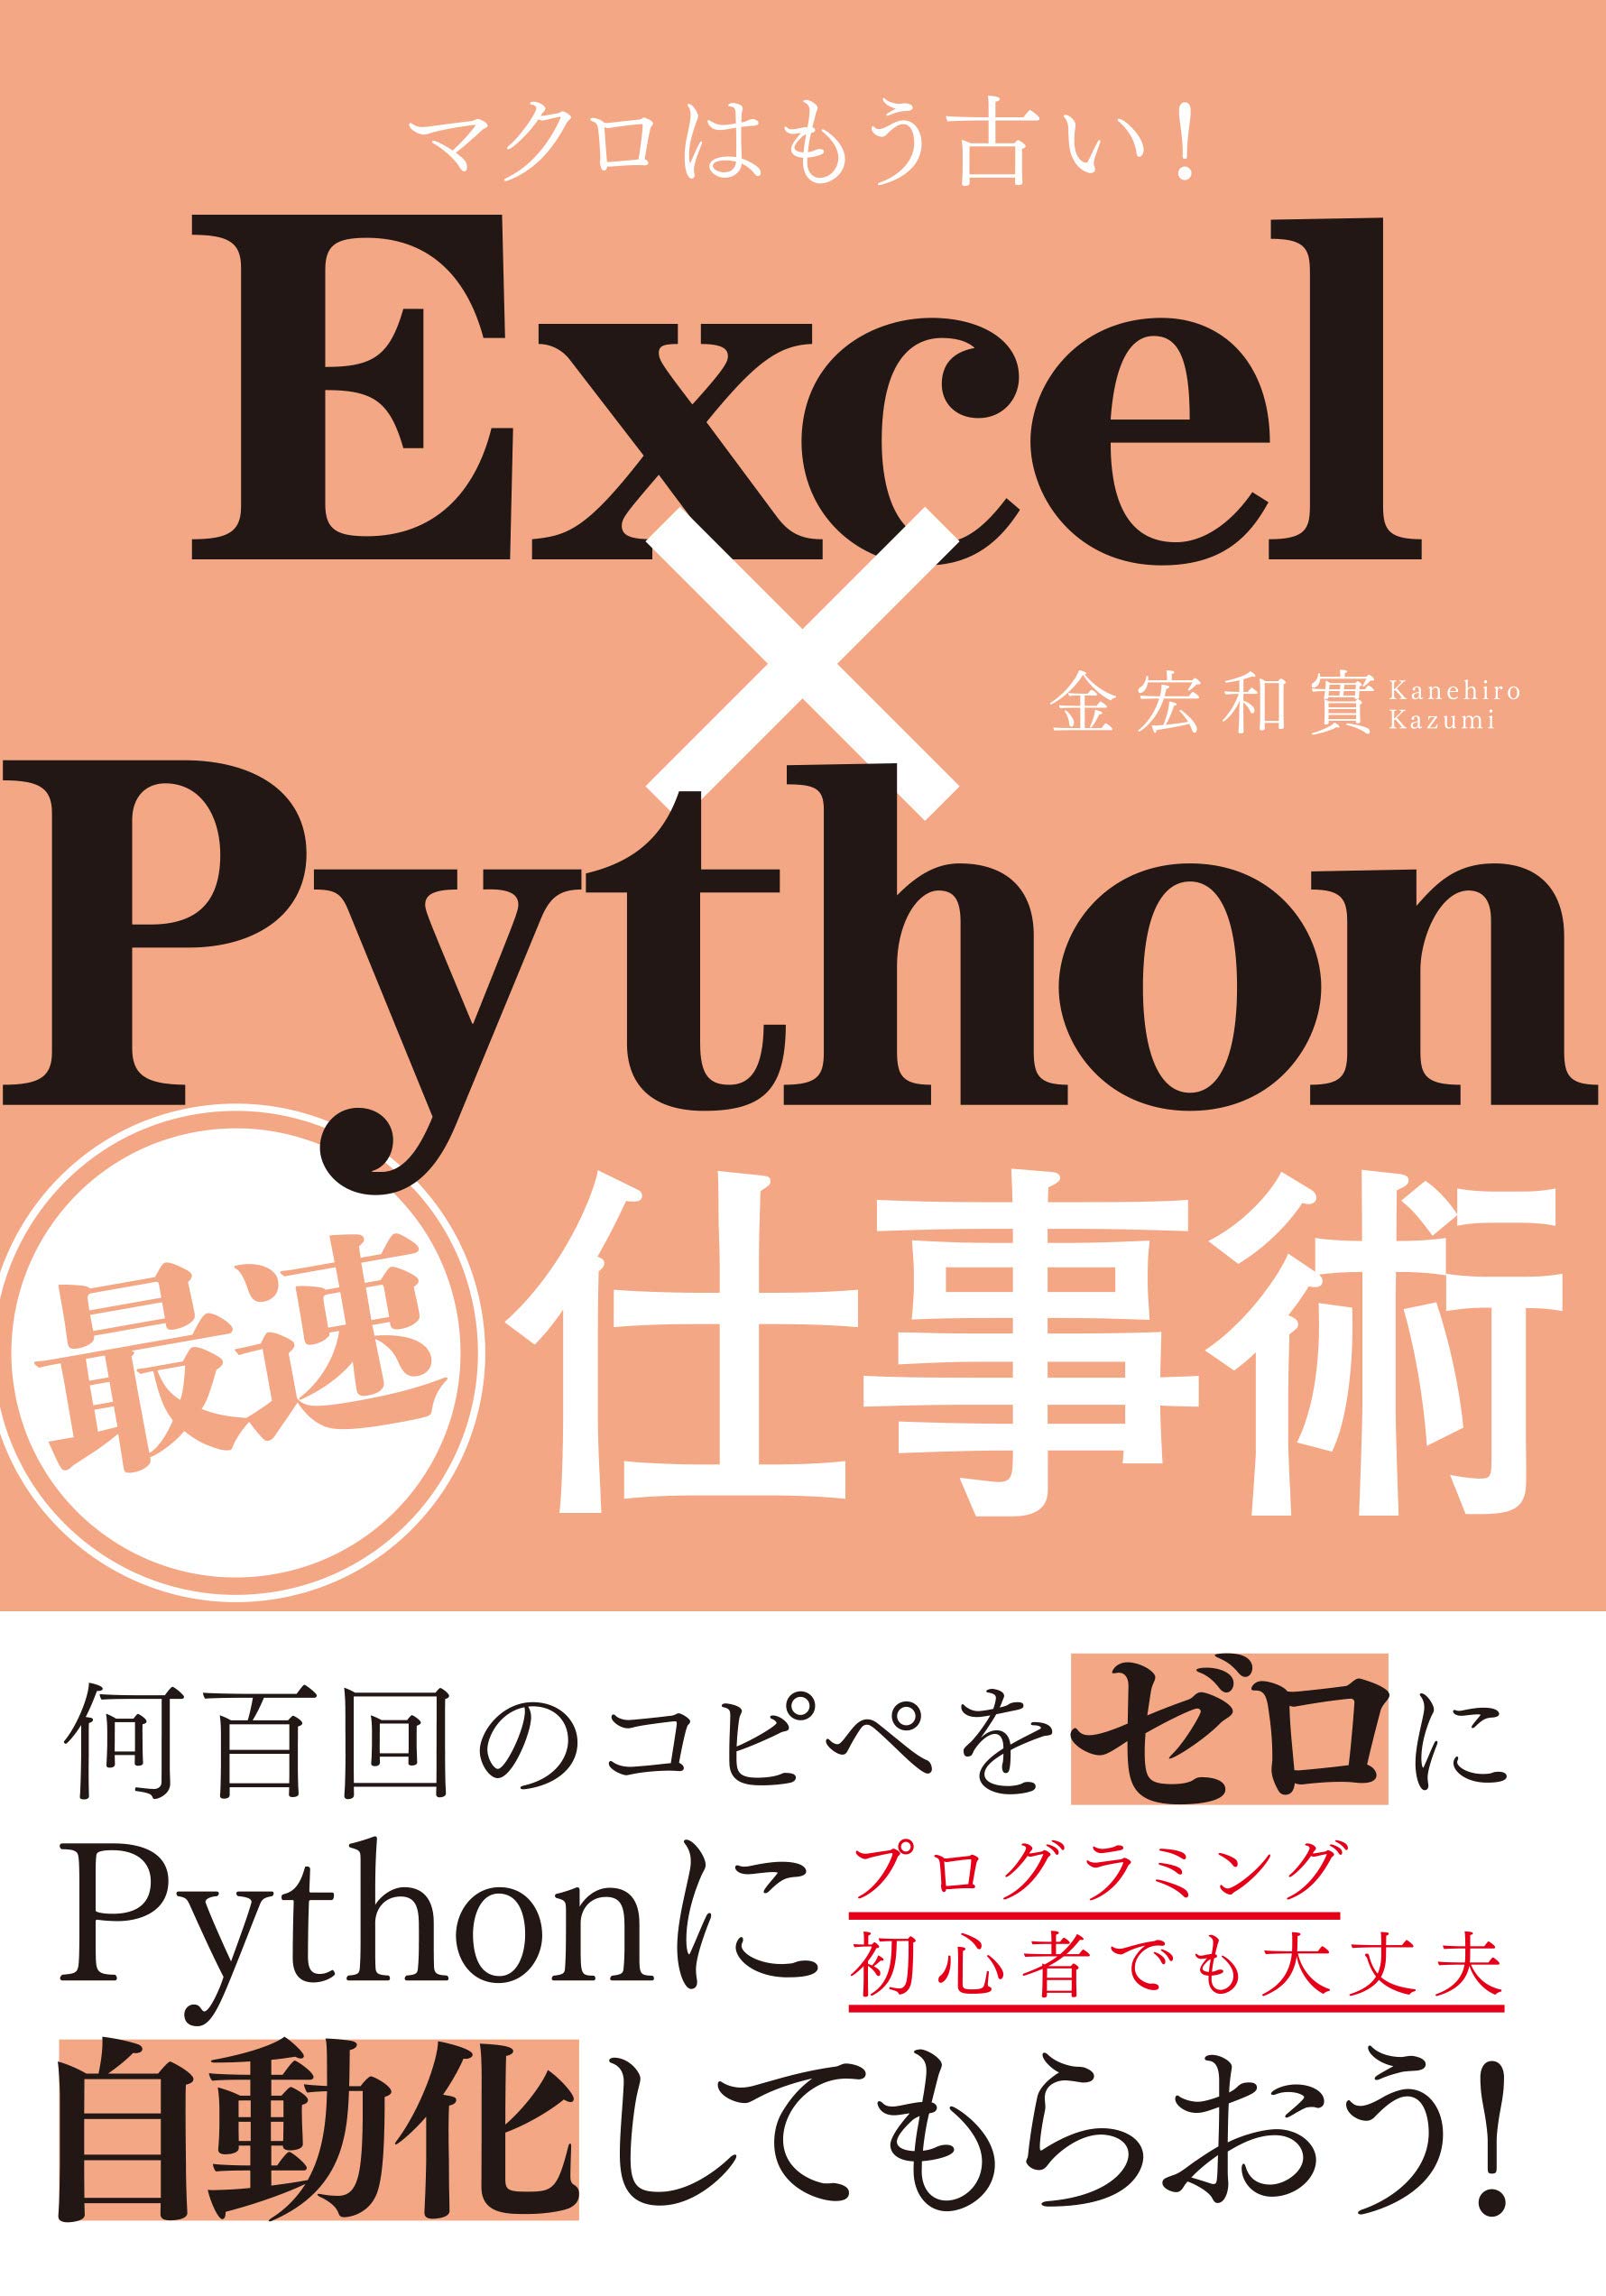 マクロはもう古い!
Excel
×
金宏和實 Kanehiro Kazumi
Python
最速
仕事術
何百回のコピペをゼロに
Pythonに
プログラミング
初心者でも大丈夫
自動化してもらおう!